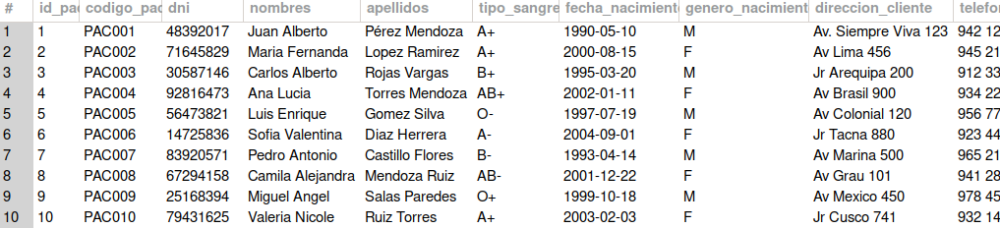 # id_pac codigo_pac dni nombres apellidos tipo_sangre fecha_nacimiento genero_nacimiento direccion_cliente telefor
1 1 PAC001 48392017 Juan Alberto Pérez Mendoza A+ 1990-05-10 M Av. Siempre Viva 123 942 12
2 2 PAC002 71645829 Maria Fernanda Lopez Ramirez A+ 2000-08-15 F Av Lima 456 945 21
3 3 PAC003 30587146 Carlos Alberto Rojas Vargas B+ 1995-03-20 M Jr Arequipa 200 912 33
4 4 PAC004 92816473 Ana Lucia Torres Mendoza AB+ 2002-01-11 F Av Brasil 900 934 22
5 5 PAC005 56473821 Luis Enrique Gomez Silva O- 1997-07-19 M Av Colonial 120 956 77
6 6 PAC006 14725836 Sofia Valentina Diaz Herrera A- 2004-09-01 F Jr Tacna 880 923 44
7 7 PAC007 83920571 Pedro Antonio Castillo Flores B- 1993-04-14 M Av Marina 500 965 21
8 8 PAC008 67294158 Camila Alejandra Mendoza Ruiz AB- 2001-12-22 F Av Grau 101 941 28
9 9 PAC009 25168394 Miguel Angel Salas Paredes O+ 1999-10-18 M Av Mexico 450 978 45
10 10 PAC010 79431625 Valeria Nicole Ruiz Torres A+ 2003-02-03 F Jr Cusco 741 932 14